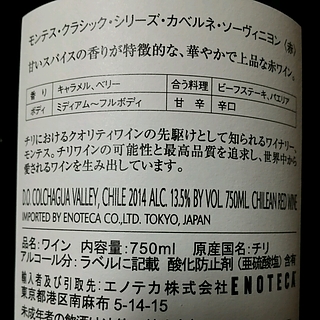 モンテス・クラシック・シリーズ・カベルネ・ソーヴィニヨン (赤)
甘いスパイスの香りが特徴的な、華やかで上品な赤ワイン。
香り キャラメル、ベリー 合う料理 ビーフステーキ、パエリア
ボディ ミディアム〜フルボディ 甘辛 辛口
チリにおけるクオリティワインの先駆けとして知られるワイナリー、
モンテス。チリワインの可能性と最高品質を追求し、世界中から
愛されるワインを生み出しています。
D.O. COLCHAGUA VALLEY, CHILE 2014 ALC. 13.5% BY VOL. 750ML. CHILEAN RED WINE
IMPORTED BY ENOTECA CO.,LTD. TOKYO, JAPAN
品名:ワイン 内容量:750ml 原産国名:チリ
アルコール分:ラベルに記載 酸化防止剤(亜硫酸塩)含有
輸入者及び引取先:エノテカ株式会社 ENOTECA
東京都港区南麻布5-14-15
未成年者の飲酒は法律